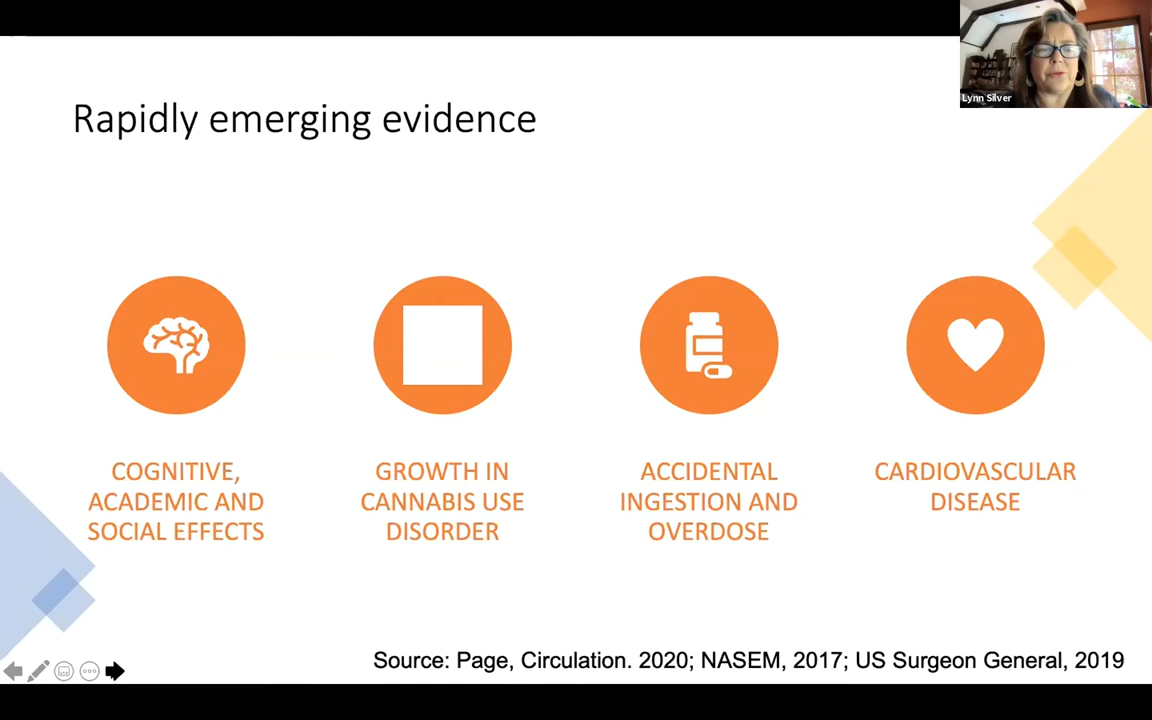 Lynn Silver
Rapidly emerging evidence
COGNITIVE,
ACADEMIC AND
SOCIAL EFFECTS
GROWTH IN
CANNABIS USE
DISORDER
ACCIDENTAL
INGESTION AND
OVERDOSE
CARDIOVASCULAR
DISEASE
Source: Page, Circulation. 2020; NASEM, 2017; US Surgeon General, 2019